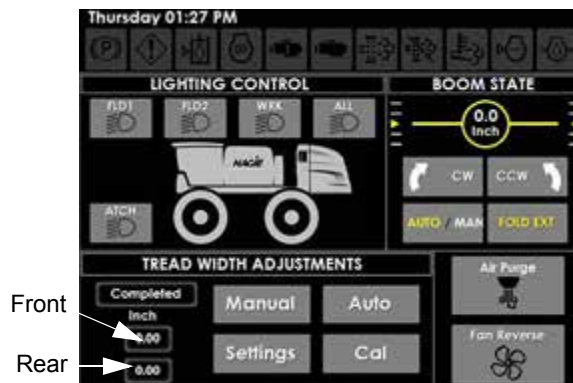 Thursday 01:27 PM
LIGHTING CONTROL
BOOM STATE
FLD1 FLD2 WRK ALL
0.0
Inch
HAGIE
CW CCW
ATCH
AUTO / MAN FOLD EXT
TREAD WIDTH ADJUSTMENTS
Air Purge
Completed
Manual Auto
Inch
Front 0.00
Settings Cal
Fan Reverse
Rear 0.00